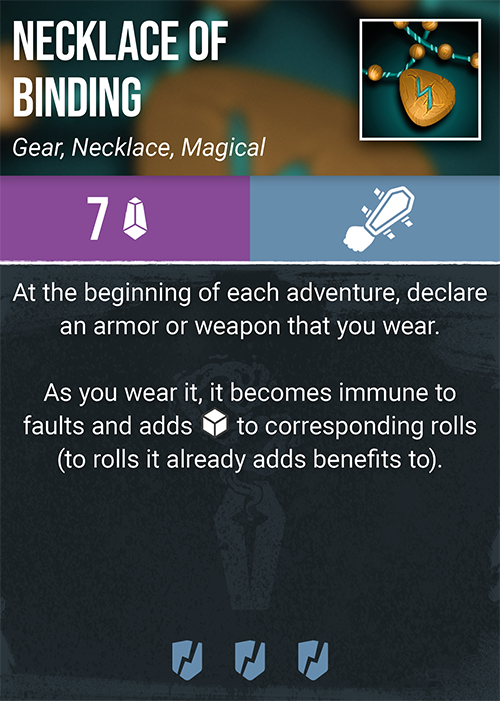 NECKLACE OF
BINDING
Gear, Necklace, Magical
7
At the beginning of each adventure, declare
an armor or weapon that you wear.
As you wear it, it becomes immune to
faults and adds to corresponding rolls
(to rolls it already adds benefits to).